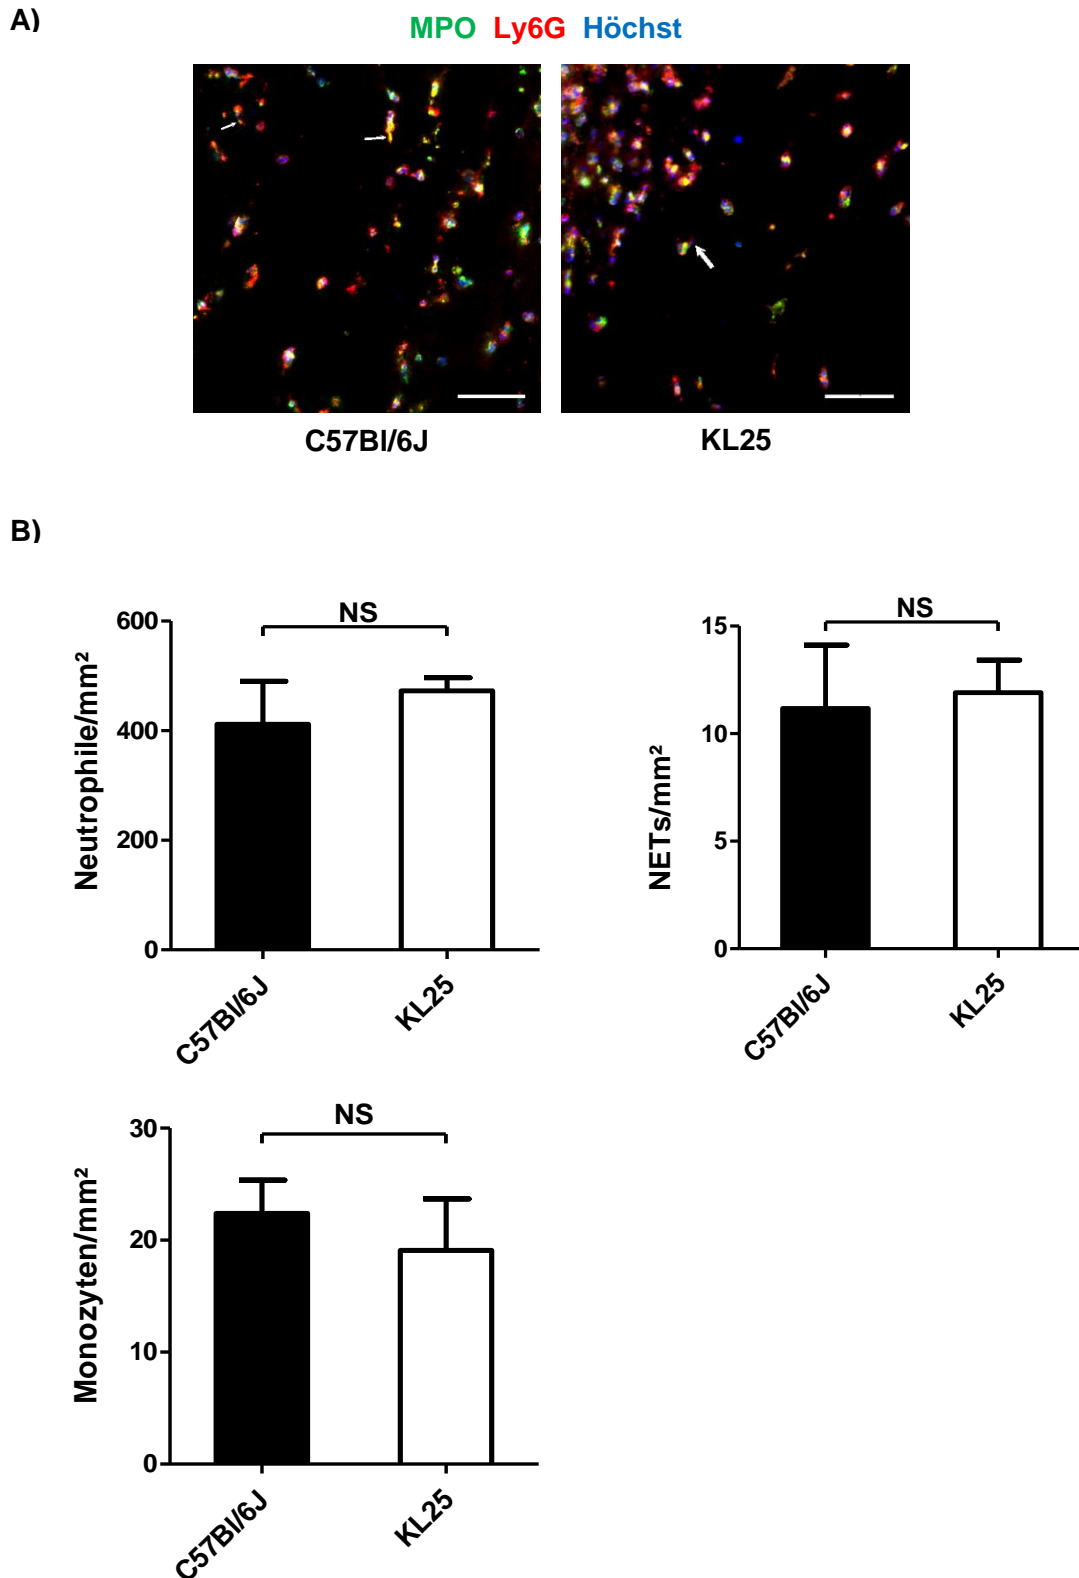 A)
MPO Ly6G Höchst
C57Bl/6J KL25
B)
NS
600
400
200
0
Neutrophile/mm²
C57Bl/6J
KL25
NS
15
10
5
0
NETs/mm²
C57Bl/6J
KL25
NS
30
20
10
0
Monozyten/mm²
C57Bl/6J
KL25